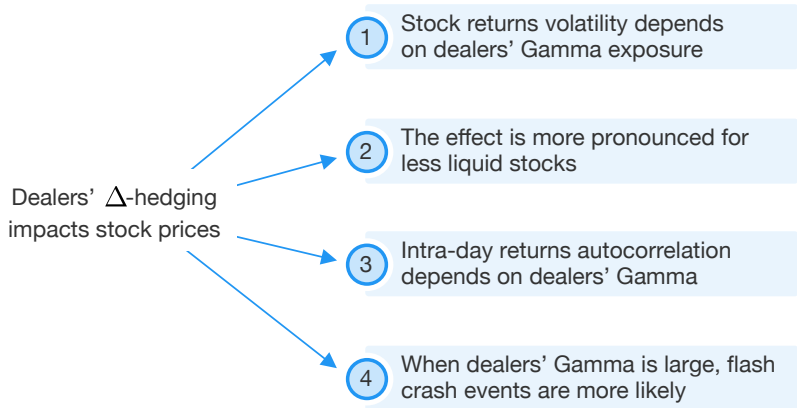 Dealers’ Δ-hedging
impacts stock prices
1
Stock returns volatility depends
on dealers’ Gamma exposure
2
The effect is more pronounced for
less liquid stocks
3
Intra-day returns autocorrelation
depends on dealers’ Gamma
4
When dealers’ Gamma is large, flash
crash events are more likely